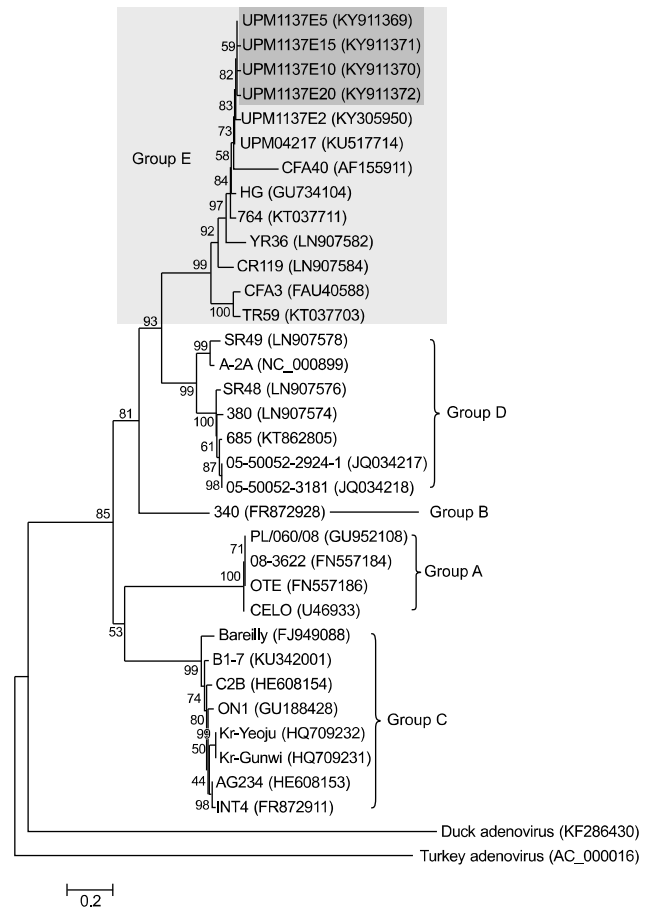 UPM1137E5 (KY911369)
59
UPM1137E15 (KY911371)
82
UPM1137E10 (KY911370)
83
UPM1137E20 (KY911372)
73
UPM1137E2 (KY305950)
58
UPM04217 (KU517714)
Group E
84
CFA40 (AF155911)
97
HG (GU734104)
764 (KT037711)
92
YR36 (LN907582)
99
CR119 (LN907584)
CFA3 (FAU40588)
100
TR59 (KT037703)
93
SR49 (LN907578)
99
A-2A (NC_000899)
99
SR48 (LN907576)
81
100
380 (LN907574)
Group D
61
685 (KT862805)
87
05-50052-2924-1 (JQ034217)
98
05-50052-3181 (JQ034218)
85
340 (FR872928)
Group B
71
PL/060/08 (GU952108)
100
08-3622 (FN557184)
Group A
OTE (FN557186)
CELO (U46933)
53
Bareilly (FJ949088)
99
B1-7 (KU342001)
74
C2B (HE608154)
80
ON1 (GU188428)
Group C
99
Kr-Yeoju (HQ709232)
50
Kr-Gunwi (HQ709231)
44
AG234 (HE608153)
98
INT4 (FR872911)
Duck adenovirus (KF286430)
Turkey adenovirus (AC_000016)
0.2